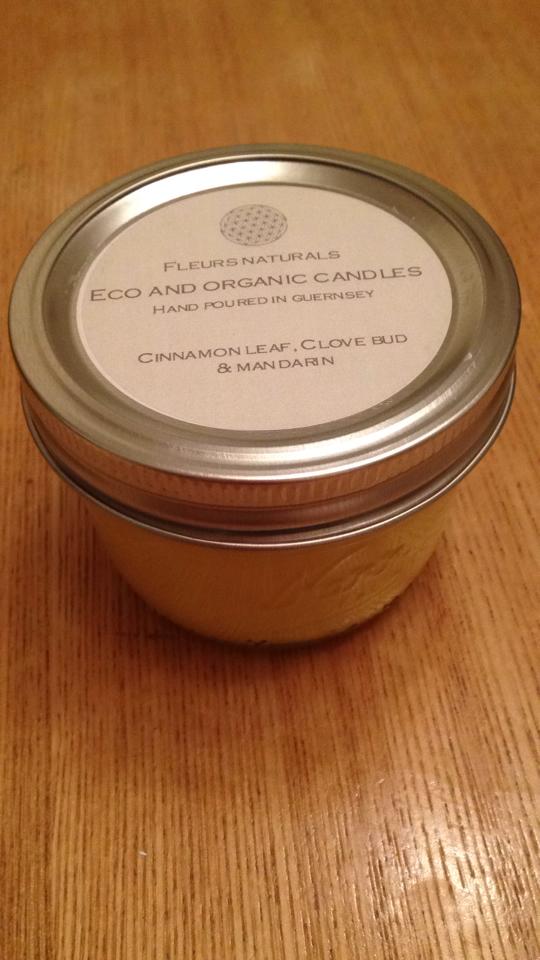 Fleurs naturals
Eco and organic candles
Hand poured in guernsey
Cinnamon leaf, Clove bud
& mandarin